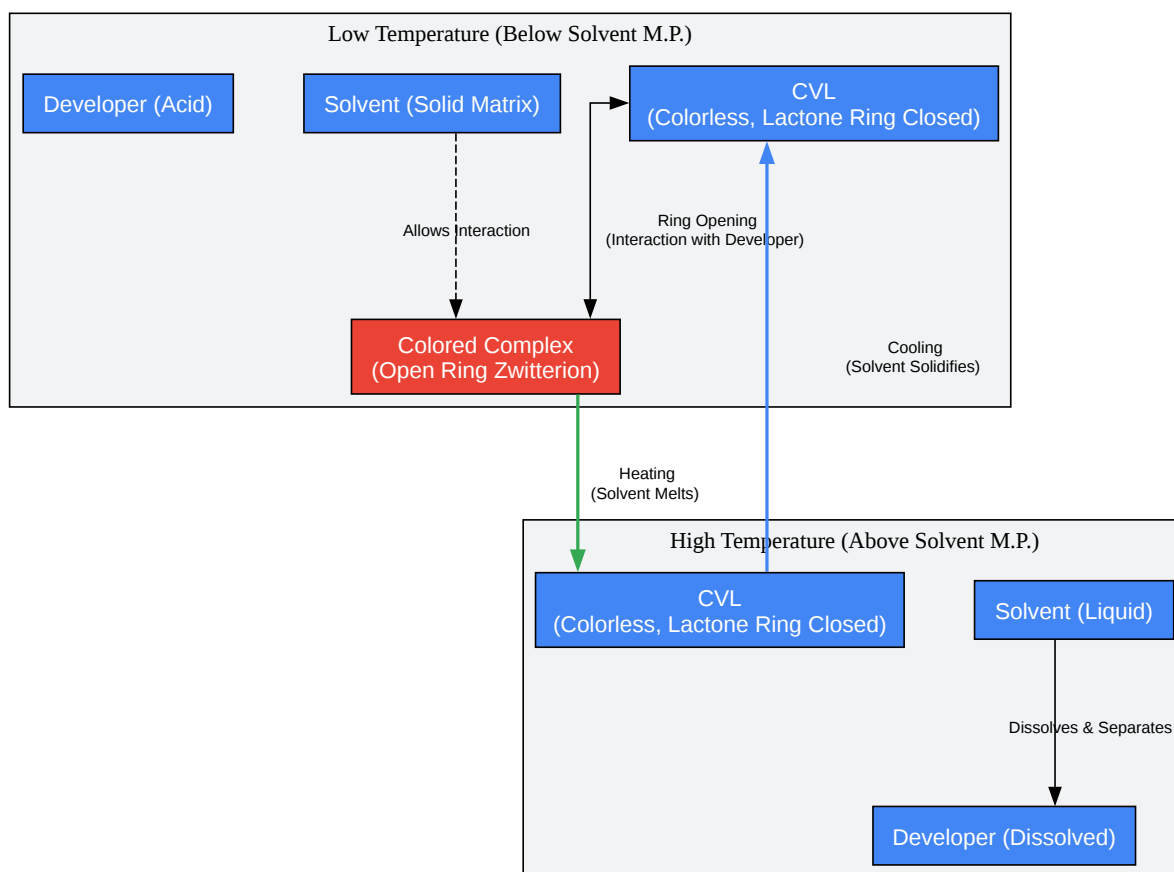 Low Temperature (Below Solvent M.P.)
Developer (Acid)
Solvent (Solid Matrix)
CVL
(Colorless, Lactone Ring Closed)
Allows Interaction
Ring Opening
(Interaction with Developer)
Colored Complex
(Open Ring Zwitterion)
Cooling
(Solvent Solidifies)
Heating
(Solvent Melts)
High Temperature (Above Solvent M.P.)
CVL
(Colorless, Lactone Ring Closed)
Solvent (Liquid)
Dissolves & Separates
Developer (Dissolved)